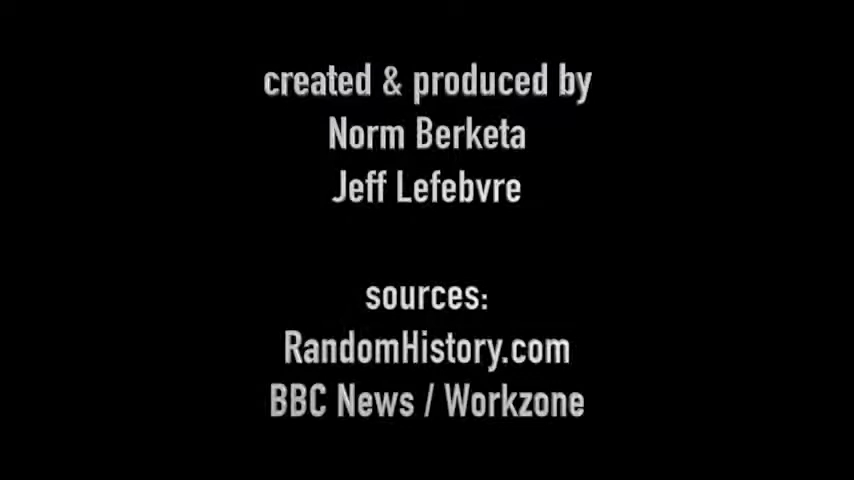 created & produced by
Norm Berketa
Jeff Lefebvre
sources:
RandomHistory.com
BBC News / Workzone